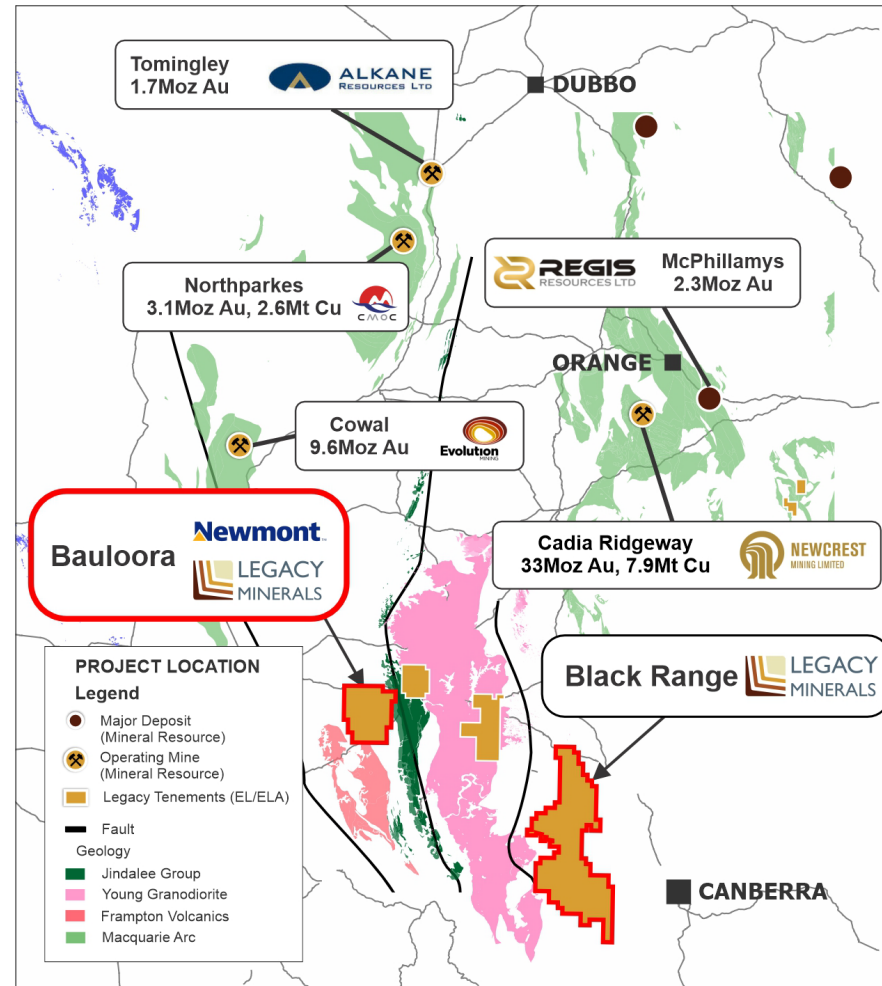 Tomingley
1.7Moz Au
ALKANE
RESOURCES LTD
DUBBO
Northparkes
3.1Moz Au, 2.6Mt Cu
CMOC
REGIS
RESOURCES LTD
McPhillamys
2.3Moz Au
ORANGE
Cowal
9.6Moz Au
Evolution
MINING
Bauloora
Newmont™
LEGACY
MINERALS
Cadia Ridgeway
33Moz Au, 7.9Mt Cu
NEWCREST
MINING LIMITED
Black Range
LEGACY
MINERALS
PROJECT LOCATION
Legend
Major Deposit
(Mineral Resource)
Operating Mine
(Mineral Resource)
Legacy Tenements (EL/ELA)
Fault
Geology
Jindalee Group
Young Granodiorite
Frampton Volcanics
Macquarie Arc
CANBERRA